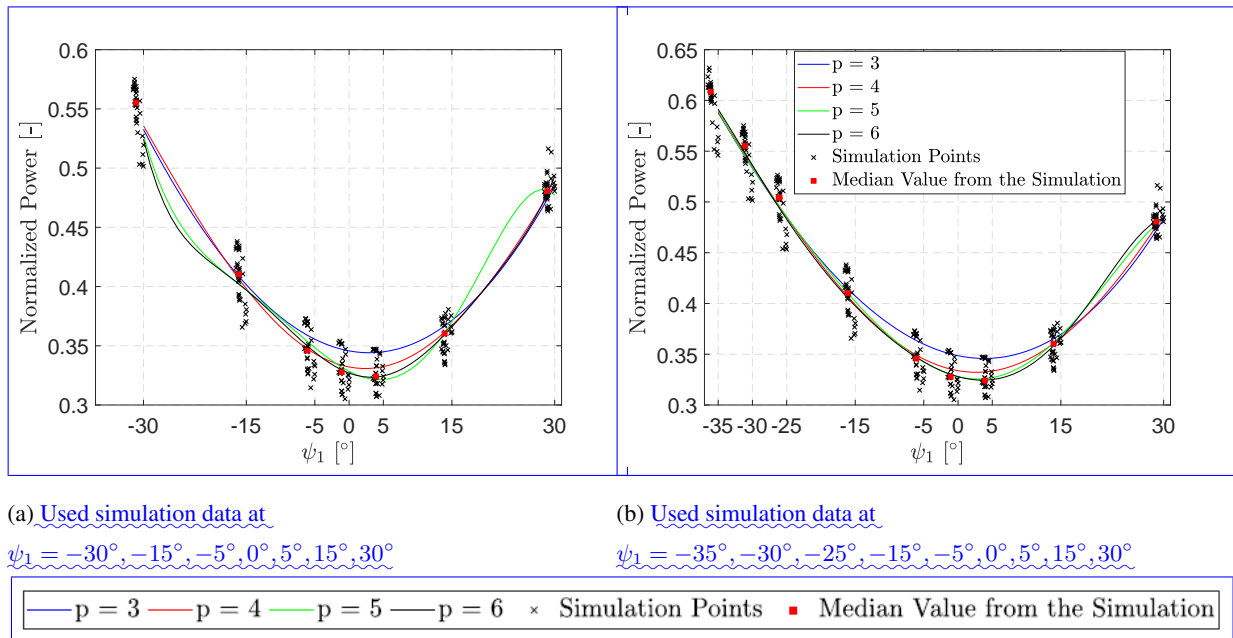 0.6
0.55
0.5
0.45
0.4
0.35
0.3
Normalized Power [-]
-30 -15 -5 0 5 15 30
ψ₁ [°]
0.65
0.6
0.55
0.5
0.45
0.4
0.35
0.3
Normalized Power [-]
p = 3
p = 4
p = 5
p = 6
Simulation Points
Median Value from the Simulation
-35 -30 -25 -15 -5 0 5 15 30
ψ₁ [°]
(a) Used simulation data at
ψ₁ = −30°, −15°, −5°, 0°, 5°, 15°, 30°
(b) Used simulation data at
ψ₁ = −35°, −30°, −25°, −15°, −5°, 0°, 5°, 15°, 30°
p = 3 p = 4 p = 5 p = 6 × Simulation Points Median Value from the Simulation